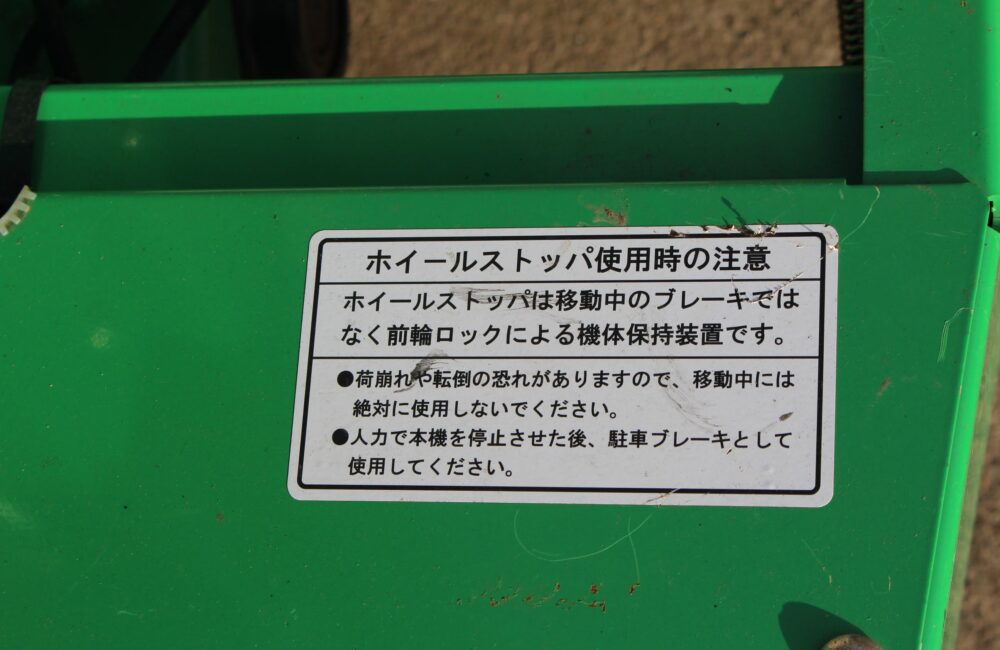 ホイールストッパ使用時の注意
ホイールストッパは移動中のブレーキでは
なく前輪ロックによる機体保持装置です。
●荷崩れや転倒の恐れがありますので、移動中には
絶対に使用しないでください。
●人力で本機を停止させた後、駐車ブレーキとして
使用してください。